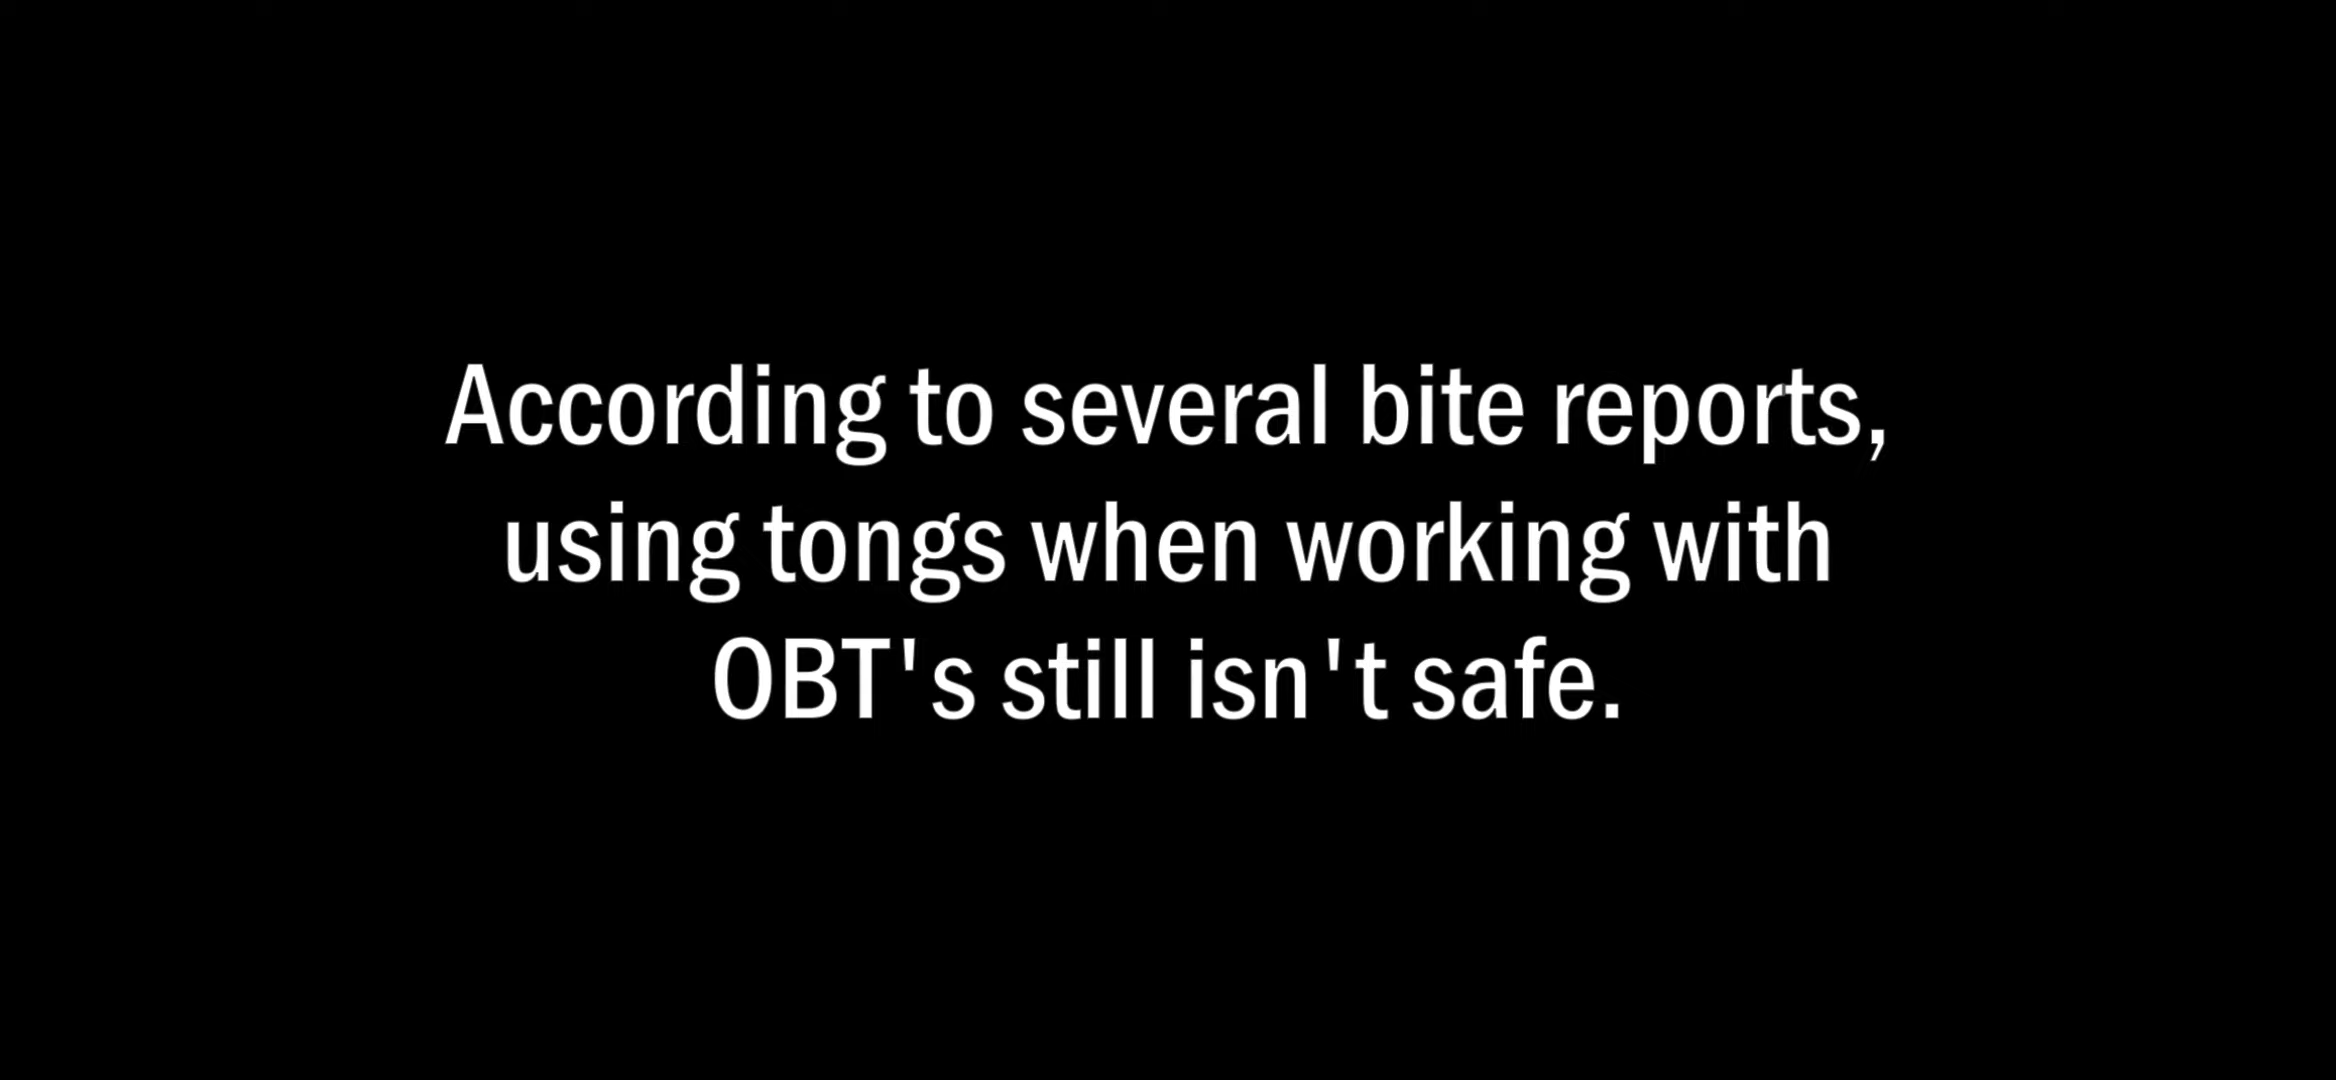 According to several bite reports,
using tongs when working with
OBT's still isn't safe.